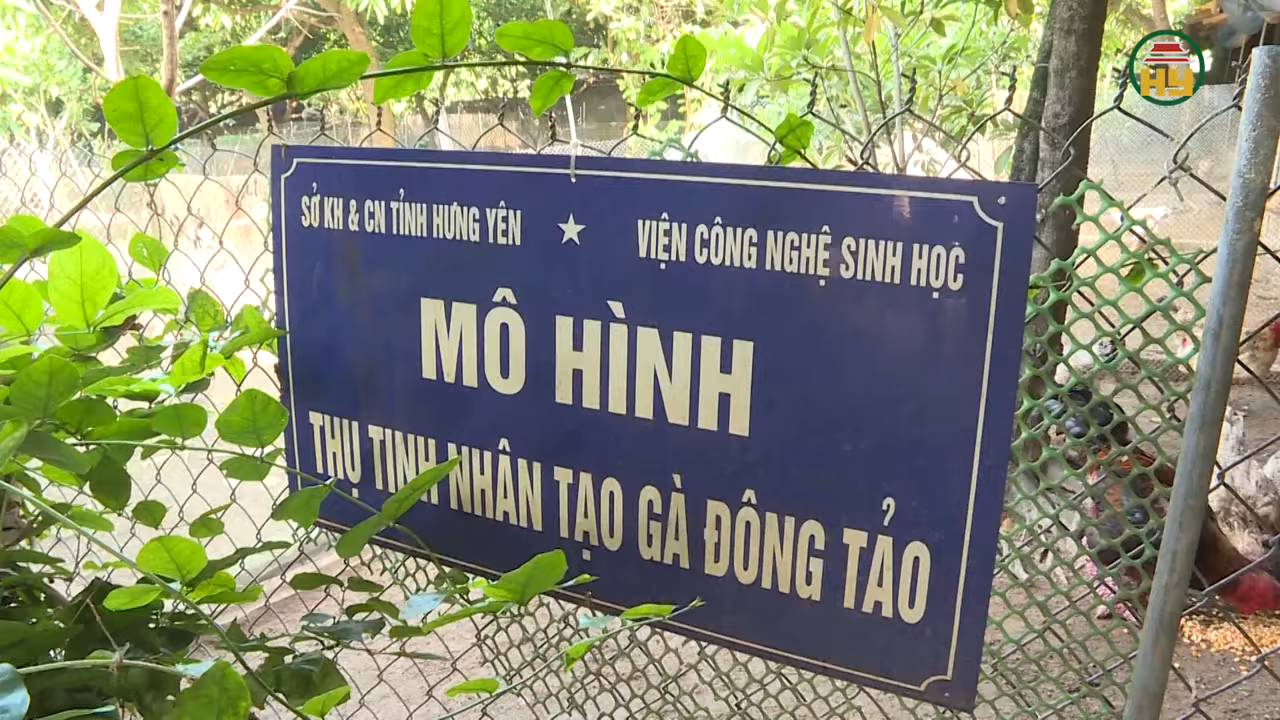 HY
SỞ KH & CN TỈNH HƯNG YÊN ★ VIỆN CÔNG NGHỆ SINH HỌC
MÔ HÌNH
THỤ TINH NHÂN TẠO GÀ ĐÔNG TẢO